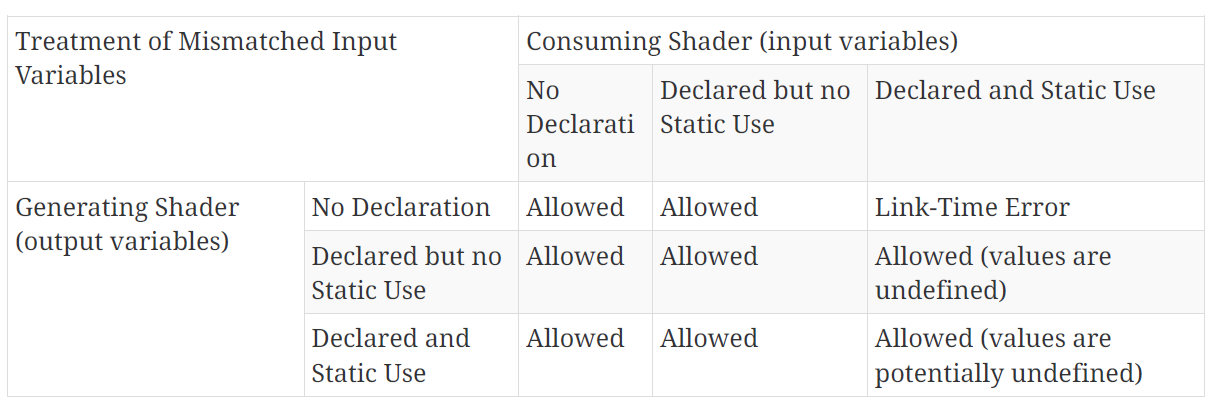 Treatment of Mismatched Input
Variables
Consuming Shader (input variables)
No
Declarati
on
Declared but no
Static Use
Declared and Static Use
Generating Shader
(output variables)
No Declaration
Allowed
Allowed
Link-Time Error
Declared but no
Static Use
Allowed
Allowed
Allowed (values are
undefined)
Declared and
Static Use
Allowed
Allowed
Allowed (values are
potentially undefined)